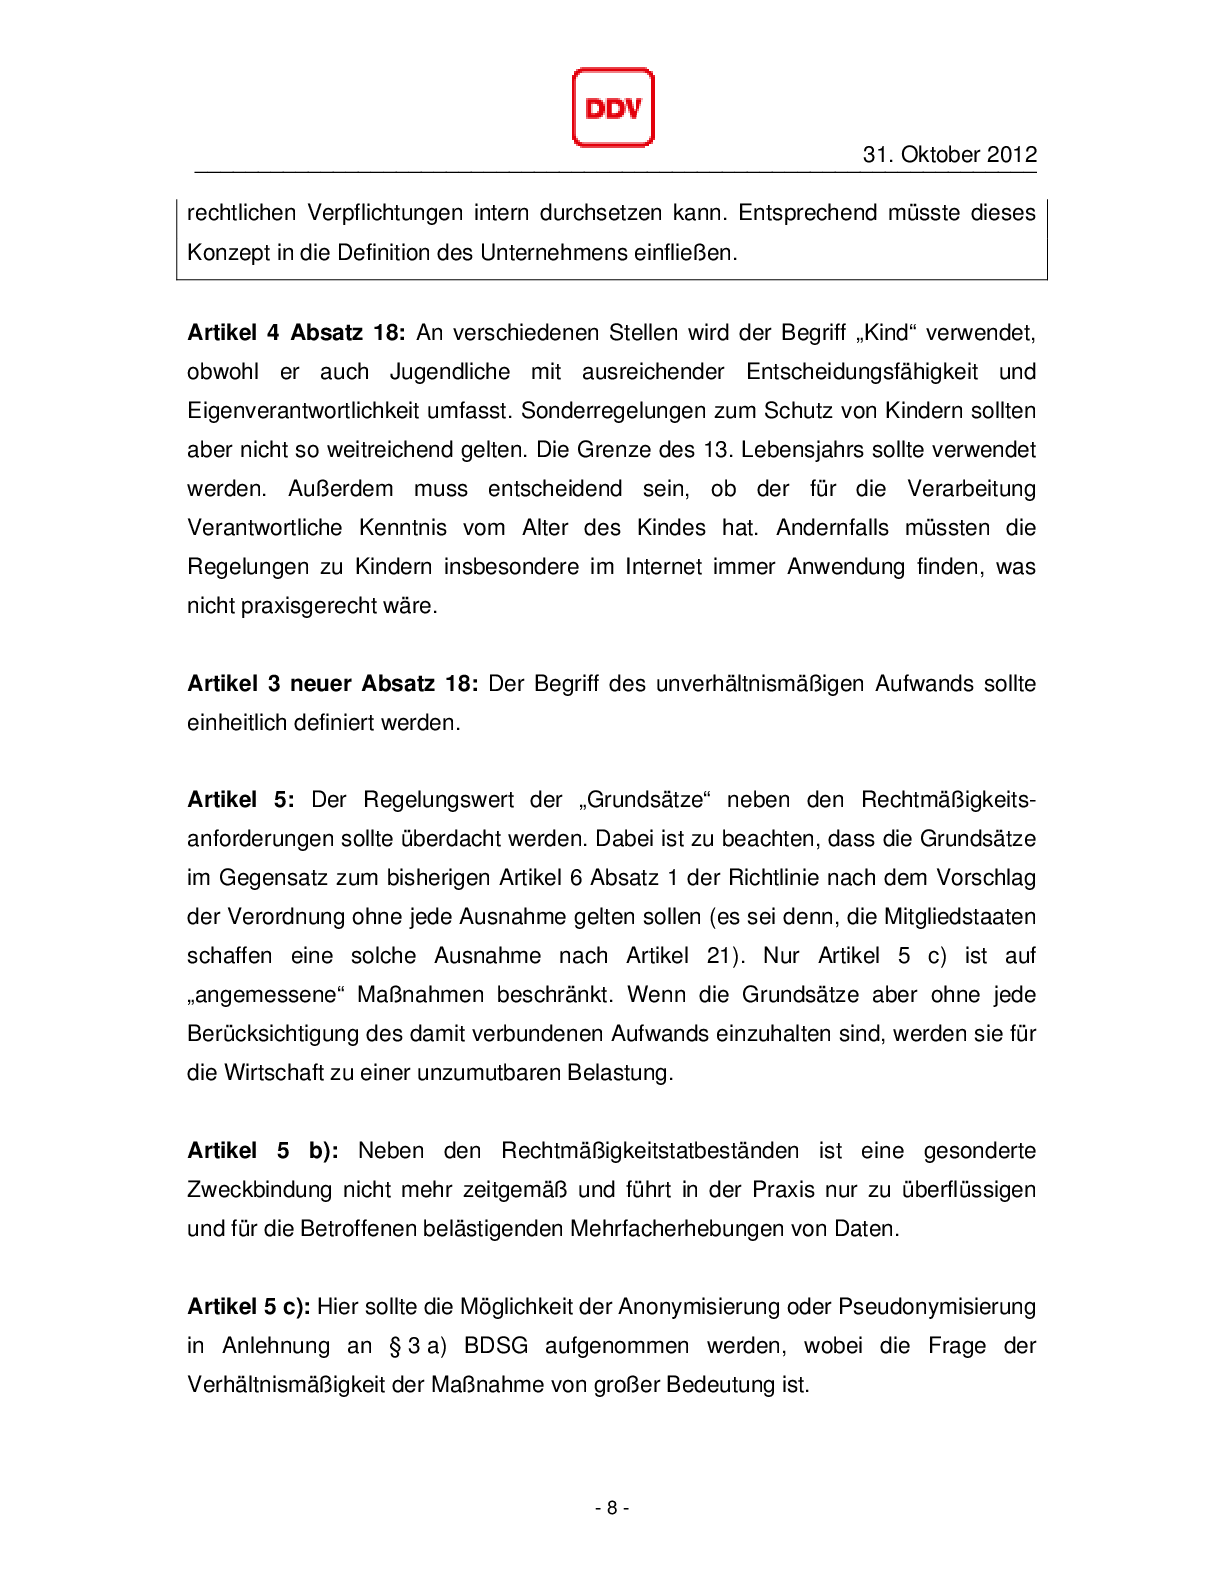 DDV
31. Oktober 2012
rechtlichen Verpflichtungen intern durchsetzen kann. Entsprechend müsste dieses
Konzept in die Definition des Unternehmens einfließen.
Artikel 4 Absatz 18: An verschiedenen Stellen wird der Begriff „Kind“ verwendet,
obwohl er auch Jugendliche mit ausreichender Entscheidungsfähigkeit und
Eigenverantwortlichkeit umfasst. Sonderregelungen zum Schutz von Kindern sollten
aber nicht so weitreichend gelten. Die Grenze des 13. Lebensjahrs sollte verwendet
werden. Außerdem muss entscheidend sein, ob der für die Verarbeitung
Verantwortliche Kenntnis vom Alter des Kindes hat. Andernfalls müssten die
Regelungen zu Kindern insbesondere im Internet immer Anwendung finden, was
nicht praxisgerecht wäre.
Artikel 3 neuer Absatz 18: Der Begriff des unverhältnismäßigen Aufwands sollte
einheitlich definiert werden.
Artikel 5: Der Regelungswert der „Grundsätze“ neben den Rechtmäßigkeits-
anforderungen sollte überdacht werden. Dabei ist zu beachten, dass die Grundsätze
im Gegensatz zum bisherigen Artikel 6 Absatz 1 der Richtlinie nach dem Vorschlag
der Verordnung ohne jede Ausnahme gelten sollen (es sei denn, die Mitgliedstaaten
schaffen eine solche Ausnahme nach Artikel 21). Nur Artikel 5 c) ist auf
„angemessene“ Maßnahmen beschränkt. Wenn die Grundsätze aber ohne jede
Berücksichtigung des damit verbundenen Aufwands einzuhalten sind, werden sie für
die Wirtschaft zu einer unzumutbaren Belastung.
Artikel 5 b): Neben den Rechtmäßigkeitstatbeständen ist eine gesonderte
Zweckbindung nicht mehr zeitgemäß und führt in der Praxis nur zu überflüssigen
und für die Betroffenen belästigenden Mehrfacherhebungen von Daten.
Artikel 5 c): Hier sollte die Möglichkeit der Anonymisierung oder Pseudonymisierung
in Anlehnung an § 3 a) BDSG aufgenommen werden, wobei die Frage der
Verhältnismäßigkeit der Maßnahme von großer Bedeutung ist.
- 8 -